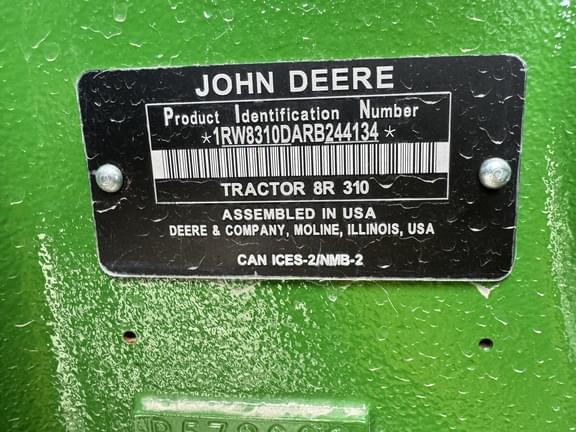 JOHN DEERE
Product Identification Number
*1RW8310DARB244134*
TRACTOR 8R 310
ASSEMBLED IN USA
DEERE & COMPANY, MOLINE, ILLINOIS, USA
CAN ICES-2/NMB-2